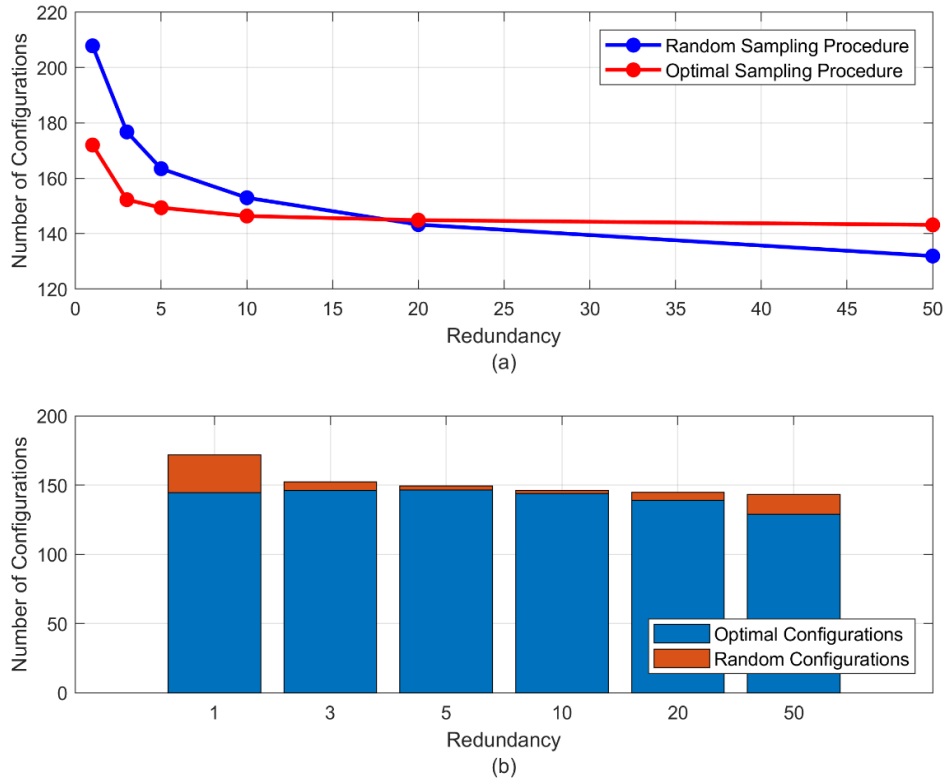 220
200
180
160
140
120
Number of Configurations
Random Sampling Procedure
Optimal Sampling Procedure
0 5 10 15 20 25 30 35 40 45 50
Redundancy
(a)
200
150
100
50
0
Number of Configurations
Optimal Configurations
Random Configurations
1 3 5 10 20 50
Redundancy
(b)